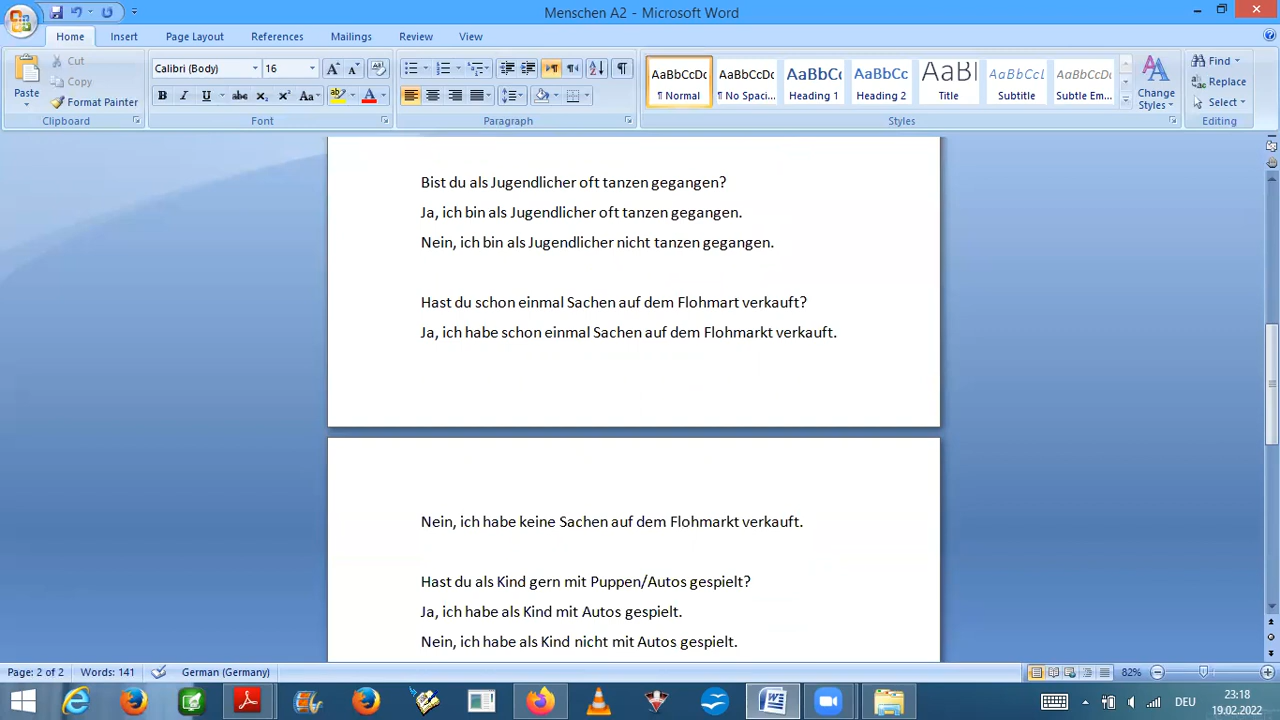 Menschen A2 - Microsoft Word
Home Insert Page Layout References Mailings Review View
Paste Cut Copy Format Painter Clipboard
Calibri (Body) 16 Font
Paragraph
AaBbCcDc ¶ Normal AaBbCcDc ¶ No Spaci... AaBbC Heading 1 AaBbCc Heading 2 AaB Title AaBbCcL Subtitle AaBbCcDc Subtle Em...
Change Styles Styles
Find Replace Select Editing
Bist du als Jugendlicher oft tanzen gegangen?
Ja, ich bin als Jugendlicher oft tanzen gegangen.
Nein, ich bin als Jugendlicher nicht tanzen gegangen.
Hast du schon einmal Sachen auf dem Flohmart verkauft?
Ja, ich habe schon einmal Sachen auf dem Flohmarkt verkauft.
Nein, ich habe keine Sachen auf dem Flohmarkt verkauft.
Hast du als Kind gern mit Puppen/Autos gespielt?
Ja, ich habe als Kind mit Autos gespielt.
Nein, ich habe als Kind nicht mit Autos gespielt.
Page: 2 of 2 Words: 141 German (Germany) 82%
DEU 23:18
19.02.2022